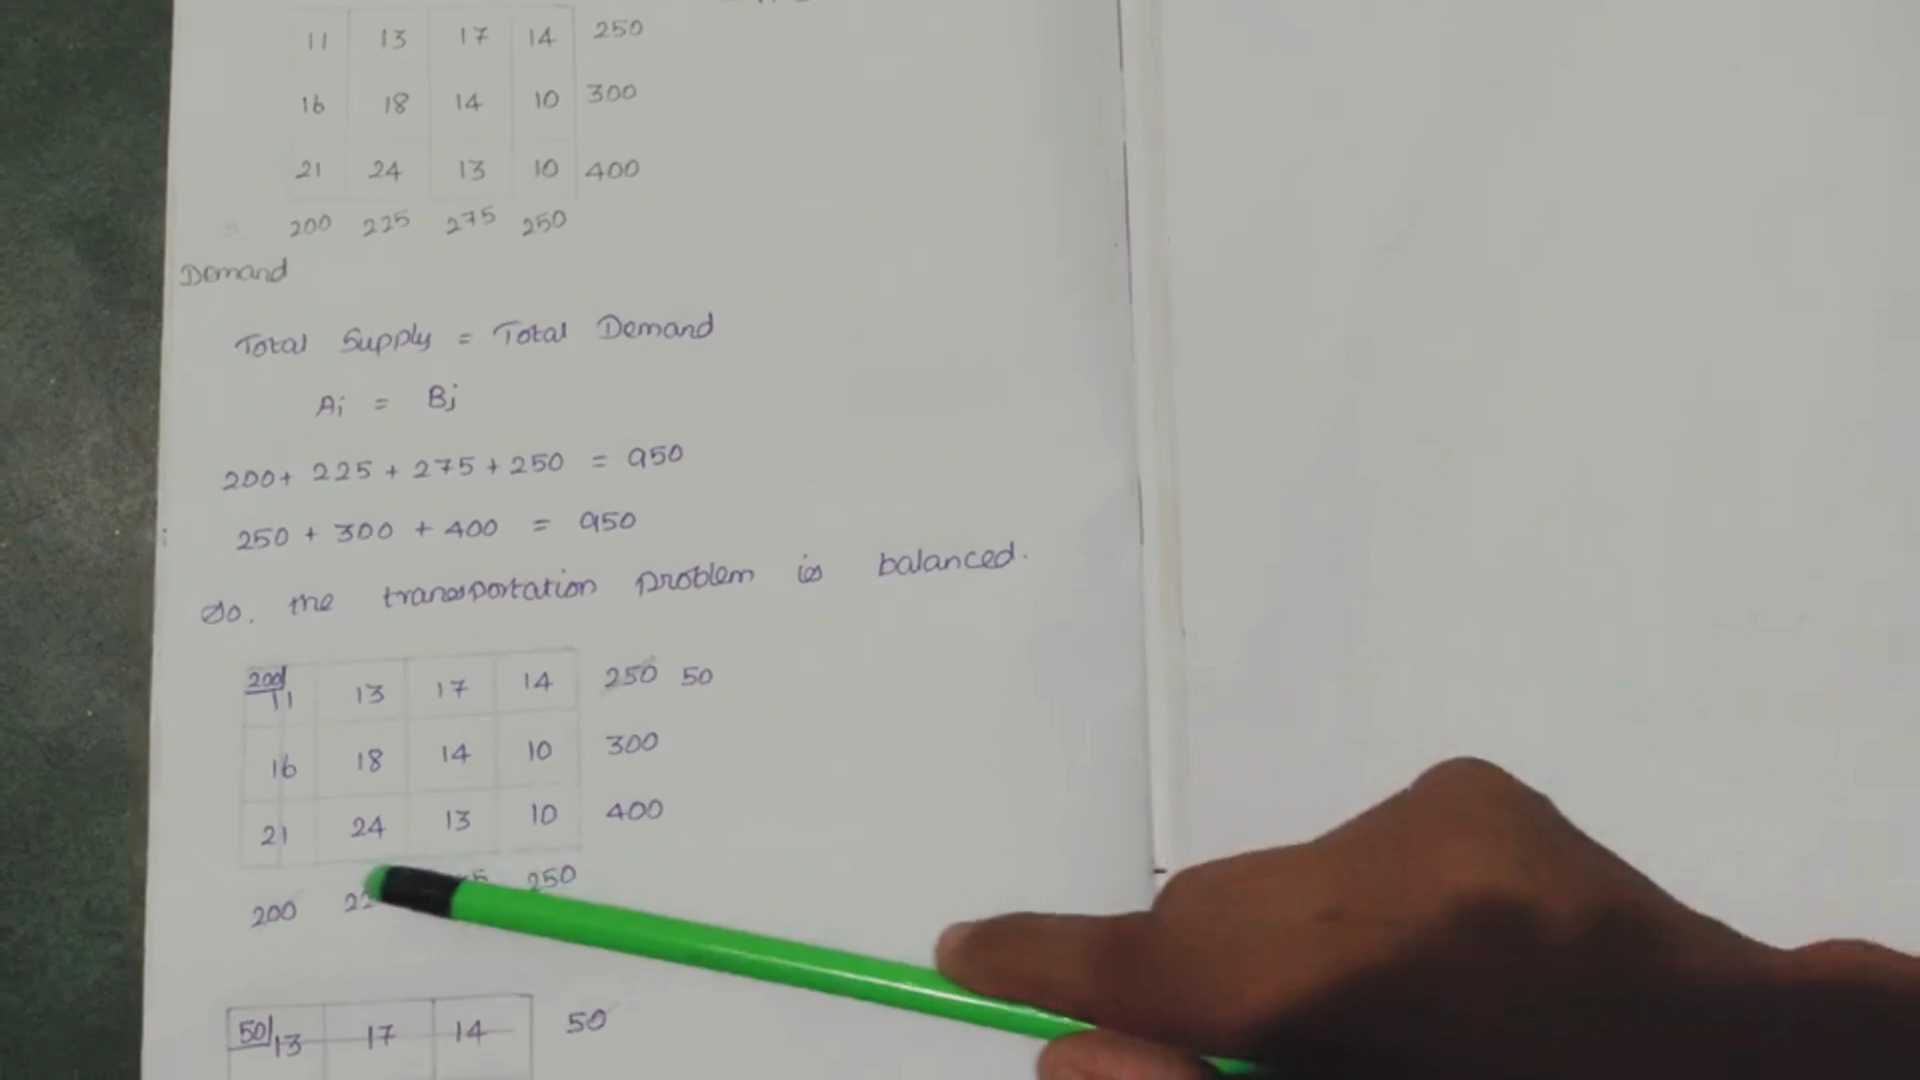 11 13 17 14 250
16 18 14 10 300
21 24 13 10 400
200 225 275 250
Demand
Total Supply = Total Demand
Ai = Bj
200+ 225 + 275 + 250 = 950
250 + 300 + 400 = 950
So, the transportation problem is balanced.
200 11 13 17 14 250 50
16 18 14 10 300
21 24 13 10 400
200 250
50 13 17 14 50